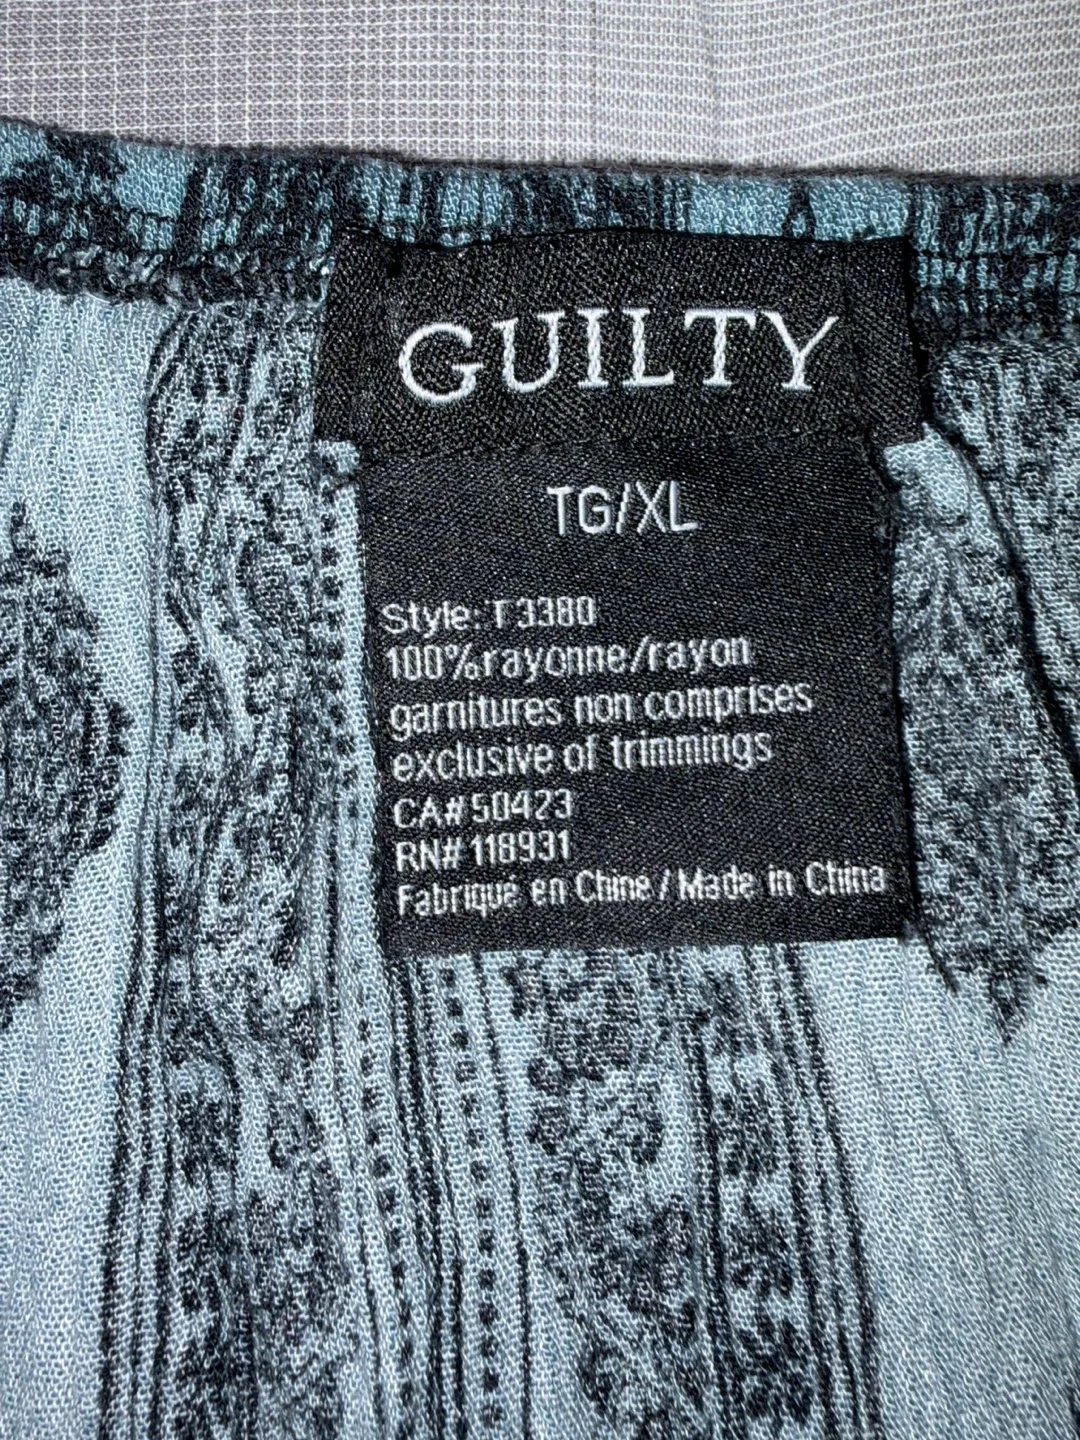 GUILTY
TG/XL
Style: T3380
100%rayonne/rayon
garnitures non comprises
exclusive of trimmings
CA# 50423
RN# 118931
Fabriqué en Chine / Made in China